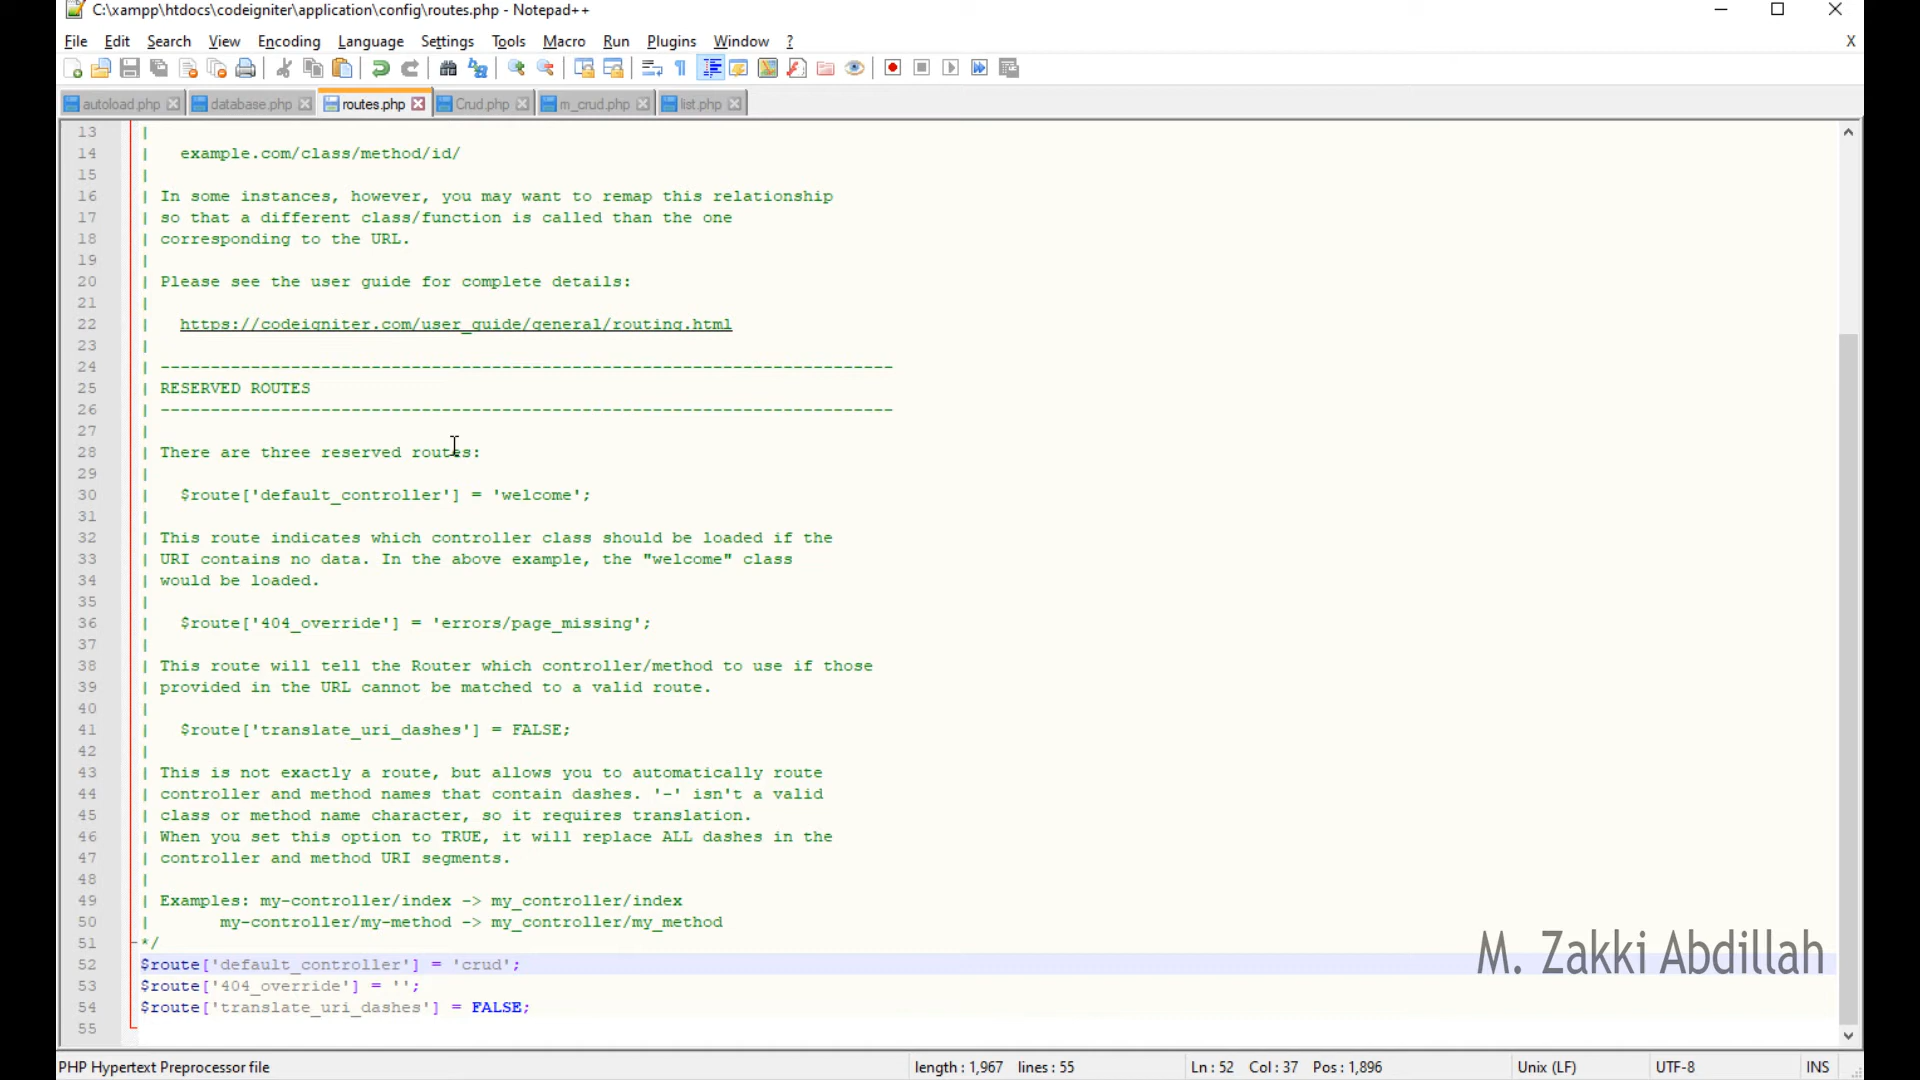 C:\xampp\htdocs\codeigniter\application\config\routes.php - Notepad++
File Edit Search View Encoding Language Settings Tools Macro Run Plugins Window ? X
autoload.php database.php routes.php Crud.php m_crud.php list.php
13 |
14 | example.com/class/method/id/
15 |
16 | In some instances, however, you may want to remap this relationship
17 | so that a different class/function is called than the one
18 | corresponding to the URL.
19 |
20 | Please see the user guide for complete details:
21 |
22 | https://codeigniter.com/user_guide/general/routing.html
23 |
24 | -------------------------------------------------------------------------
25 | RESERVED ROUTES
26 | -------------------------------------------------------------------------
27 |
28 | There are three reserved routes:
29 |
30 | $route['default_controller'] = 'welcome';
31 |
32 | This route indicates which controller class should be loaded if the
33 | URI contains no data. In the above example, the "welcome" class
34 | would be loaded.
35 |
36 | $route['404_override'] = 'errors/page_missing';
37 |
38 | This route will tell the Router which controller/method to use if those
39 | provided in the URL cannot be matched to a valid route.
40 |
41 | $route['translate_uri_dashes'] = FALSE;
42 |
43 | This is not exactly a route, but allows you to automatically route
44 | controller and method names that contain dashes. '-' isn't a valid
45 | class or method name character, so it requires translation.
46 | When you set this option to TRUE, it will replace ALL dashes in the
47 | controller and method URI segments.
48 |
49 | Examples: my-controller/index -> my_controller/index
50 | my-controller/my-method -> my_controller/my_method
51 */
52 $route['default_controller'] = 'crud';
53 $route['404_override'] = '';
54 $route['translate_uri_dashes'] = FALSE;
55
M. Zakki Abdillah
PHP Hypertext Preprocessor file length : 1,967 lines : 55 Ln : 52 Col : 37 Pos : 1,896 Unix (LF) UTF-8 INS